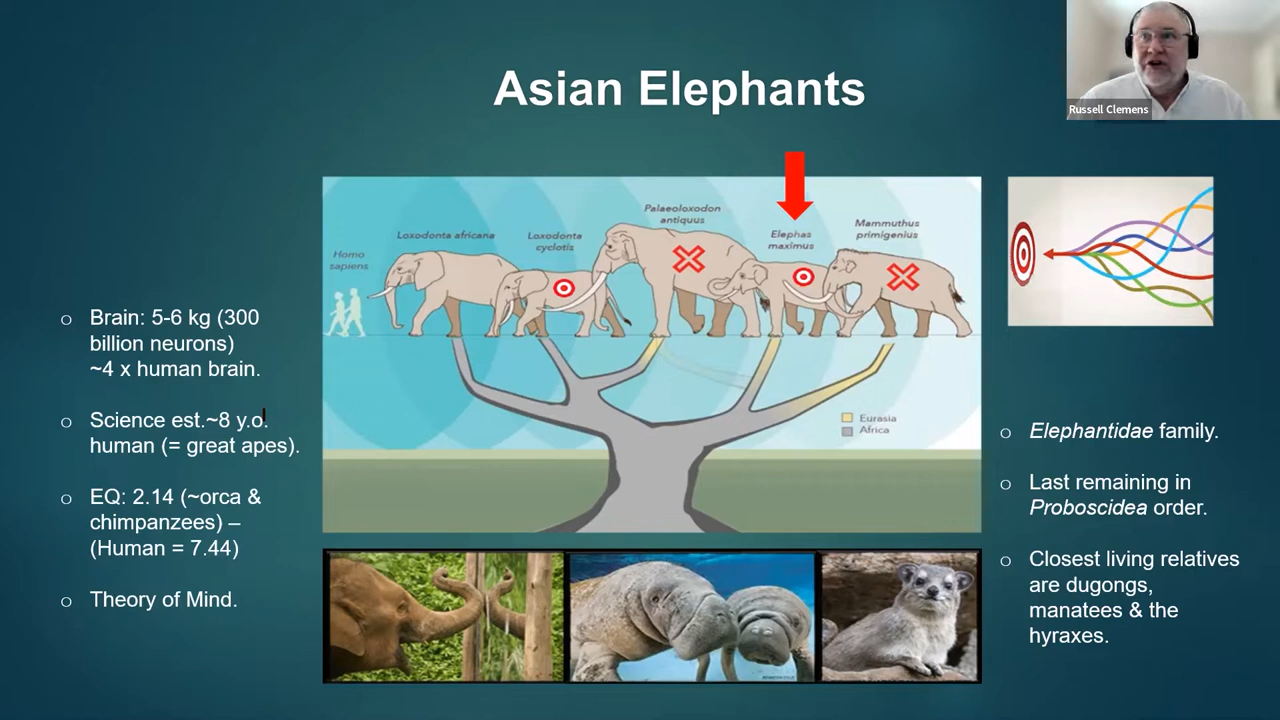 Asian Elephants
Russell Clemens
Homo
sapiens
Loxodonta africana
Loxodonta
cyclotis
Palaeoloxodon
antiquus
Elephas
maximus
Mammuthus
primigenius
Eurasia
Africa
Brain: 5-6 kg (300
billion neurons)
~4 x human brain.
Science est.~8 y.o.
human (= great apes).
EQ: 2.14 (~orca &
chimpanzees) –
(Human = 7.44)
Theory of Mind.
Elephantidae family.
Last remaining in
Proboscidea order.
Closest living relatives
are dugongs,
manatees & the
hyraxes.